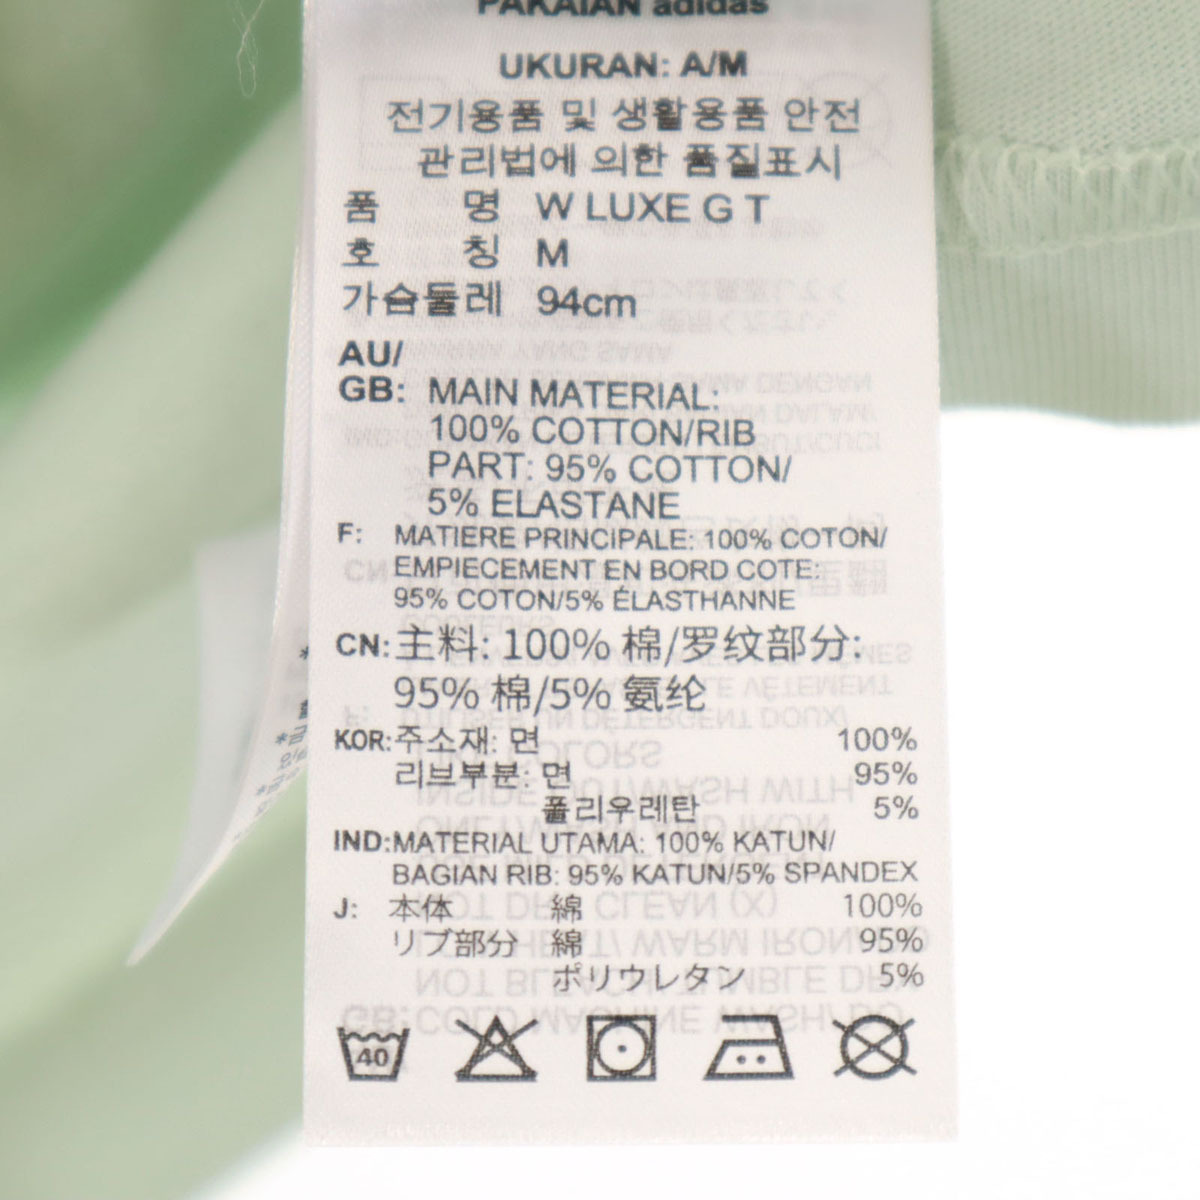 PAKAIAN adidas
UKURAN: A/M
전기용품 및 생활용품 안전
관리법에 의한 품질표시
품 명 W LUXE G T
호 칭 M
가슴둘레 94cm
AU/
GB: MAIN MATERIAL:
100% COTTON/RIB
PART: 95% COTTON/
5% ELASTANE
F: MATIERE PRINCIPALE: 100% COTON/
EMPIECEMENT EN BORD COTE:
95% COTON/5% ÉLASTHANNE
CN: 主料: 100% 棉/罗纹部分:
95% 棉/5% 氨纶
KOR: 주소재: 면 100%
리브부분: 면 95%
폴리우레탄 5%
IND: MATERIAL UTAMA: 100% KATUN/
BAGIAN RIB: 95% KATUN/5% SPANDEX
J: 本体 綿 100%
リブ部分 綿 95%
ポリウレタン 5%
40